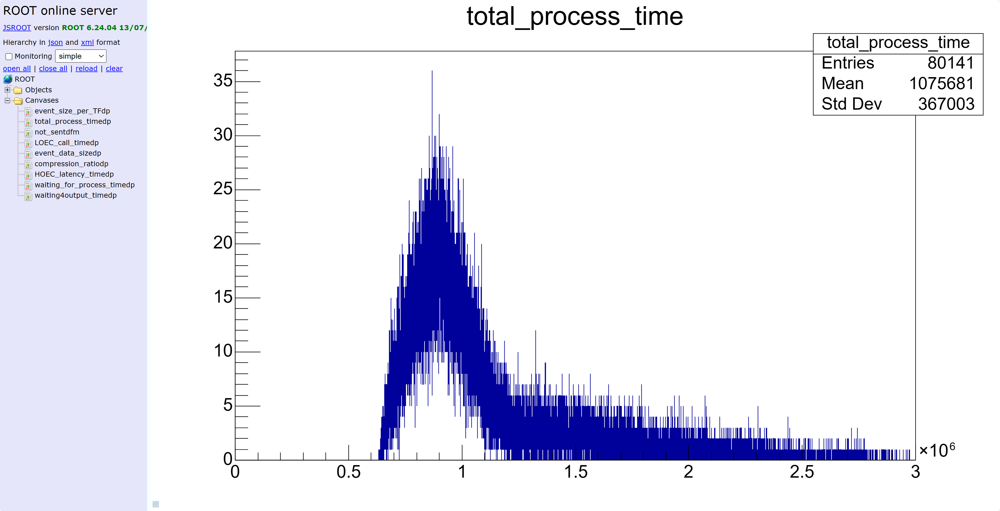 ROOT online server
JSROOT version ROOT 6.24.04 13/07/
Hierarchy in json and xml format
Monitoring simple
open all | close all | reload | clear
ROOT
Objects
Canvases
event_size_per_TFdp
total_process_timedp
not_sentdfm
LOEC_call_timedp
event_data_sizedp
compression_ratiodp
HOEC_latency_timedp
waiting_for_process_timedp
waiting4output_timedp
total_process_time
total_process_time
Entries 80141
Mean 1075681
Std Dev 367003
35
30
25
20
15
10
5
0
0 0.5 1 1.5 2 2.5 3
×10⁶